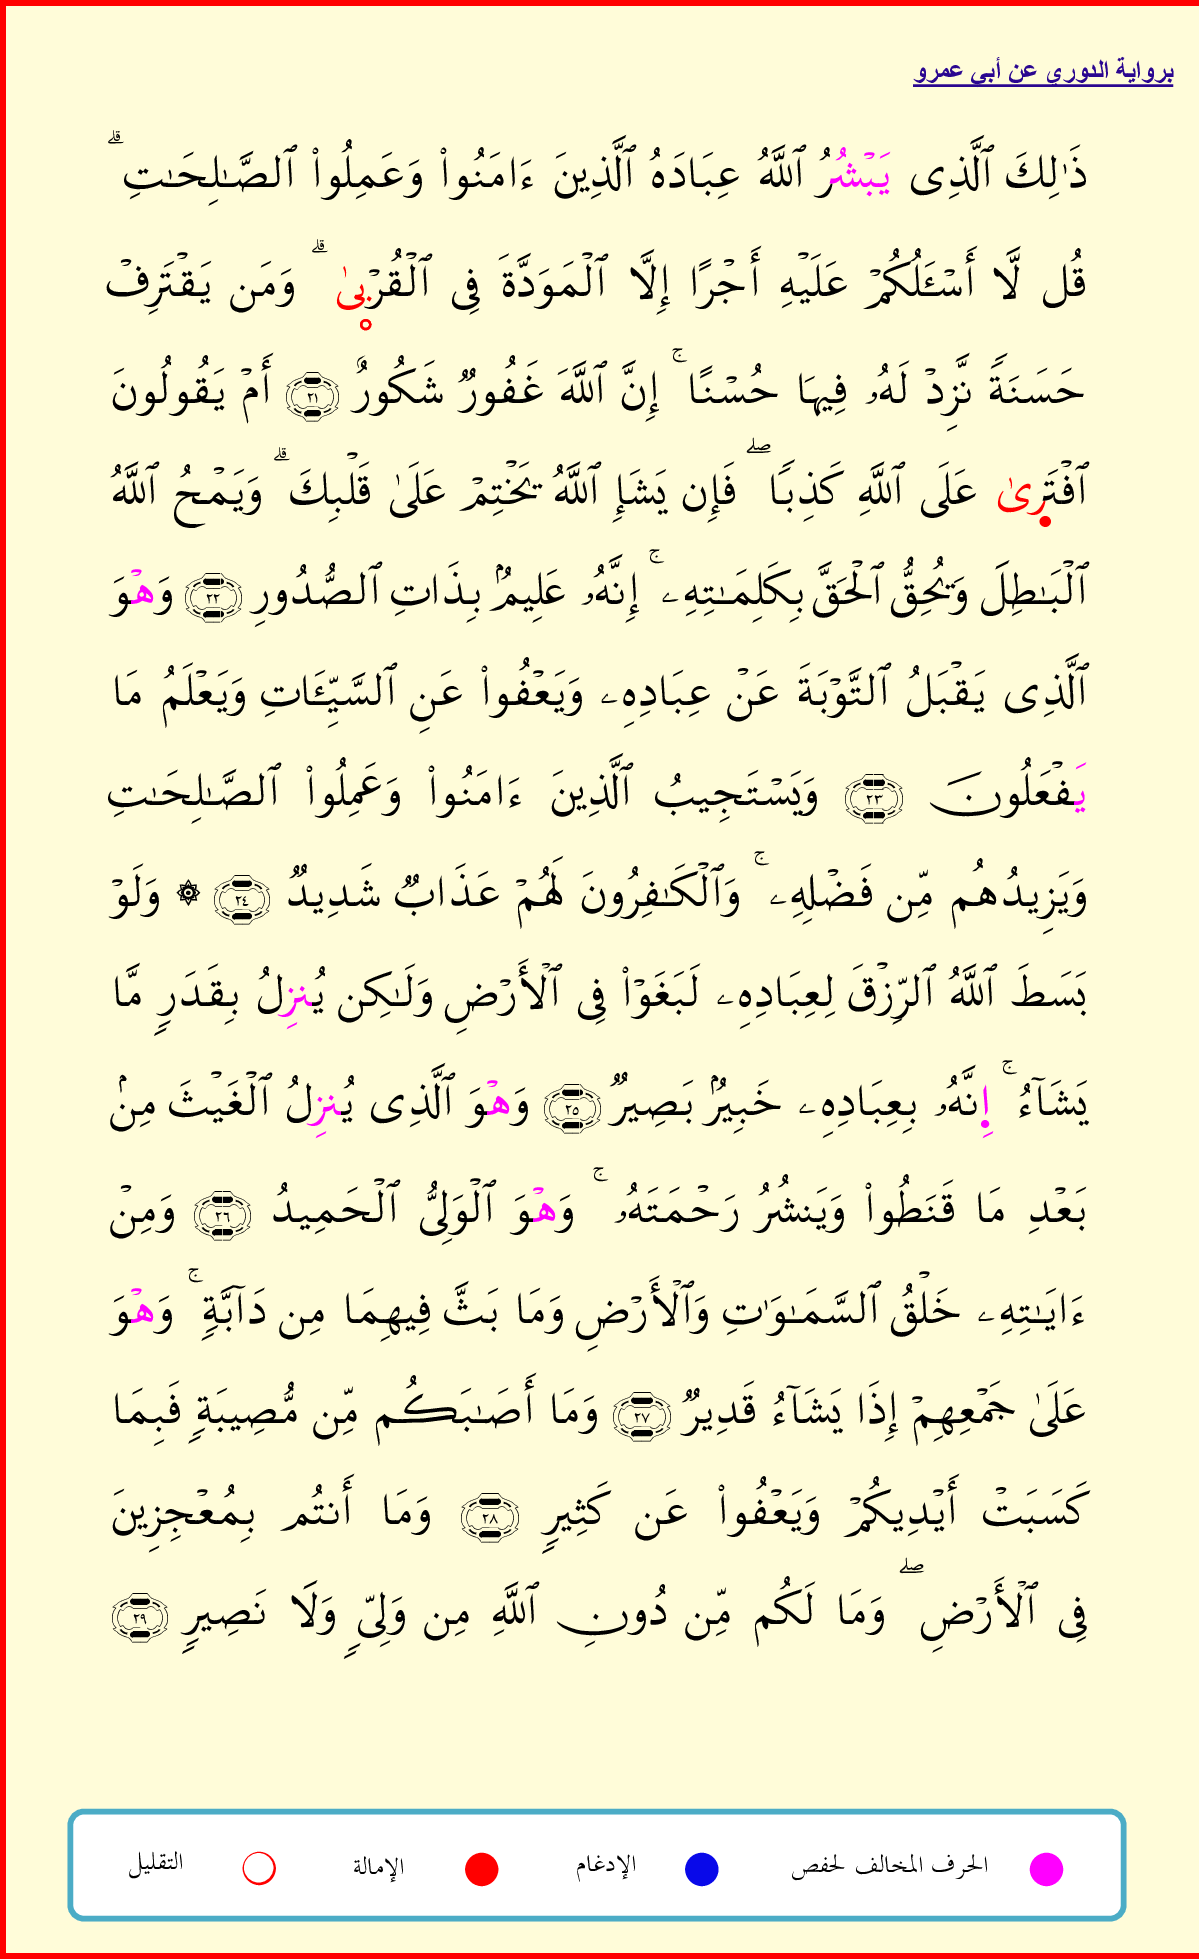 برواية الدوري عن أبي عمرو
ذَٰلِكَ ٱلَّذِى يَبْشُرُ ٱللَّهُ عِبَادَهُ ٱلَّذِينَ ءَامَنُوا۟ وَعَمِلُوا۟ ٱلصَّـٰلِحَـٰتِ ۗ
قُل لَّا أَسْـَٔلُكُمْ عَلَيْهِ أَجْرًا إِلَّا ٱلْمَوَدَّةَ فِى ٱلْقُرْبىٰ ۗ وَمَن يَقْتَرِفْ
حَسَنَةً نَّزِدْ لَهُۥ فِيهَا حُسْنًا ۚ إِنَّ ٱللَّهَ غَفُورٌ شَكُورٌ ٢١ أَمْ يَقُولُونَ
ٱفْتَرِىٰ عَلَى ٱللَّهِ كَذِبًا ۖ فَإِن يَشَإِ ٱللَّهُ يَخْتِمْ عَلَىٰ قَلْبِكَ ۗ وَيَمْحُ ٱللَّهُ
ٱلْبَـٰطِلَ وَيُحِقُّ ٱلْحَقَّ بِكَلِمَـٰتِهِۦ ۚ إِنَّهُۥ عَلِيمٌۢ بِذَاتِ ٱلصُّدُورِ ٢٢ وَهْوَ
ٱلَّذِى يَقْبَلُ ٱلتَّوْبَةَ عَنْ عِبَادِهِۦ وَيَعْفُوا۟ عَنِ ٱلسَّيِّـَٔاتِ وَيَعْلَمُ مَا
يَفْعَلُونَ ٢٣ وَيَسْتَجِيبُ ٱلَّذِينَ ءَامَنُوا۟ وَعَمِلُوا۟ ٱلصَّـٰلِحَـٰتِ
وَيَزِيدُهُم مِّن فَضْلِهِۦ ۚ وَٱلْكَـٰفِرُونَ لَهُمْ عَذَابٌ شَدِيدٌ ٢٤ ۞ وَلَوْ
بَسَطَ ٱللَّهُ ٱلرِّزْقَ لِعِبَادِهِۦ لَبَغَوْا۟ فِى ٱلْأَرْضِ وَلَـٰكِن يُنزِلُ بِقَدَرٍ مَّا
يَشَآءُ ۚ إِنَّهُۥ بِعِبَادِهِۦ خَبِيرٌۢ بَصِيرٌ ٢٥ وَهْوَ ٱلَّذِى يُنزِلُ ٱلْغَيْثَ مِنۢ
بَعْدِ مَا قَنَطُوا۟ وَيَنشُرُ رَحْمَتَهُۥ ۚ وَهْوَ ٱلْوَلِىُّ ٱلْحَمِيدُ ٢٦ وَمِنْ
ءَايَـٰتِهِۦ خَلْقُ ٱلسَّمَـٰوَٰتِ وَٱلْأَرْضِ وَمَا بَثَّ فِيهِمَا مِن دَآبَّةٍ ۚ وَهْوَ
عَلَىٰ جَمْعِهِمْ إِذَا يَشَآءُ قَدِيرٌ ٢٧ وَمَا أَصَـٰبَكُم مِّن مُّصِيبَةٍ فَبِمَا
كَسَبَتْ أَيْدِيكُمْ وَيَعْفُوا۟ عَن كَثِيرٍ ٢٨ وَمَا أَنتُم بِمُعْجِزِينَ
فِى ٱلْأَرْضِ ۖ وَمَا لَكُم مِّن دُونِ ٱللَّهِ مِن وَلِىٍّ وَلَا نَصِيرٍ ٢٩
الحرف المخالف لحفص الإدغام الإمالة التقليل